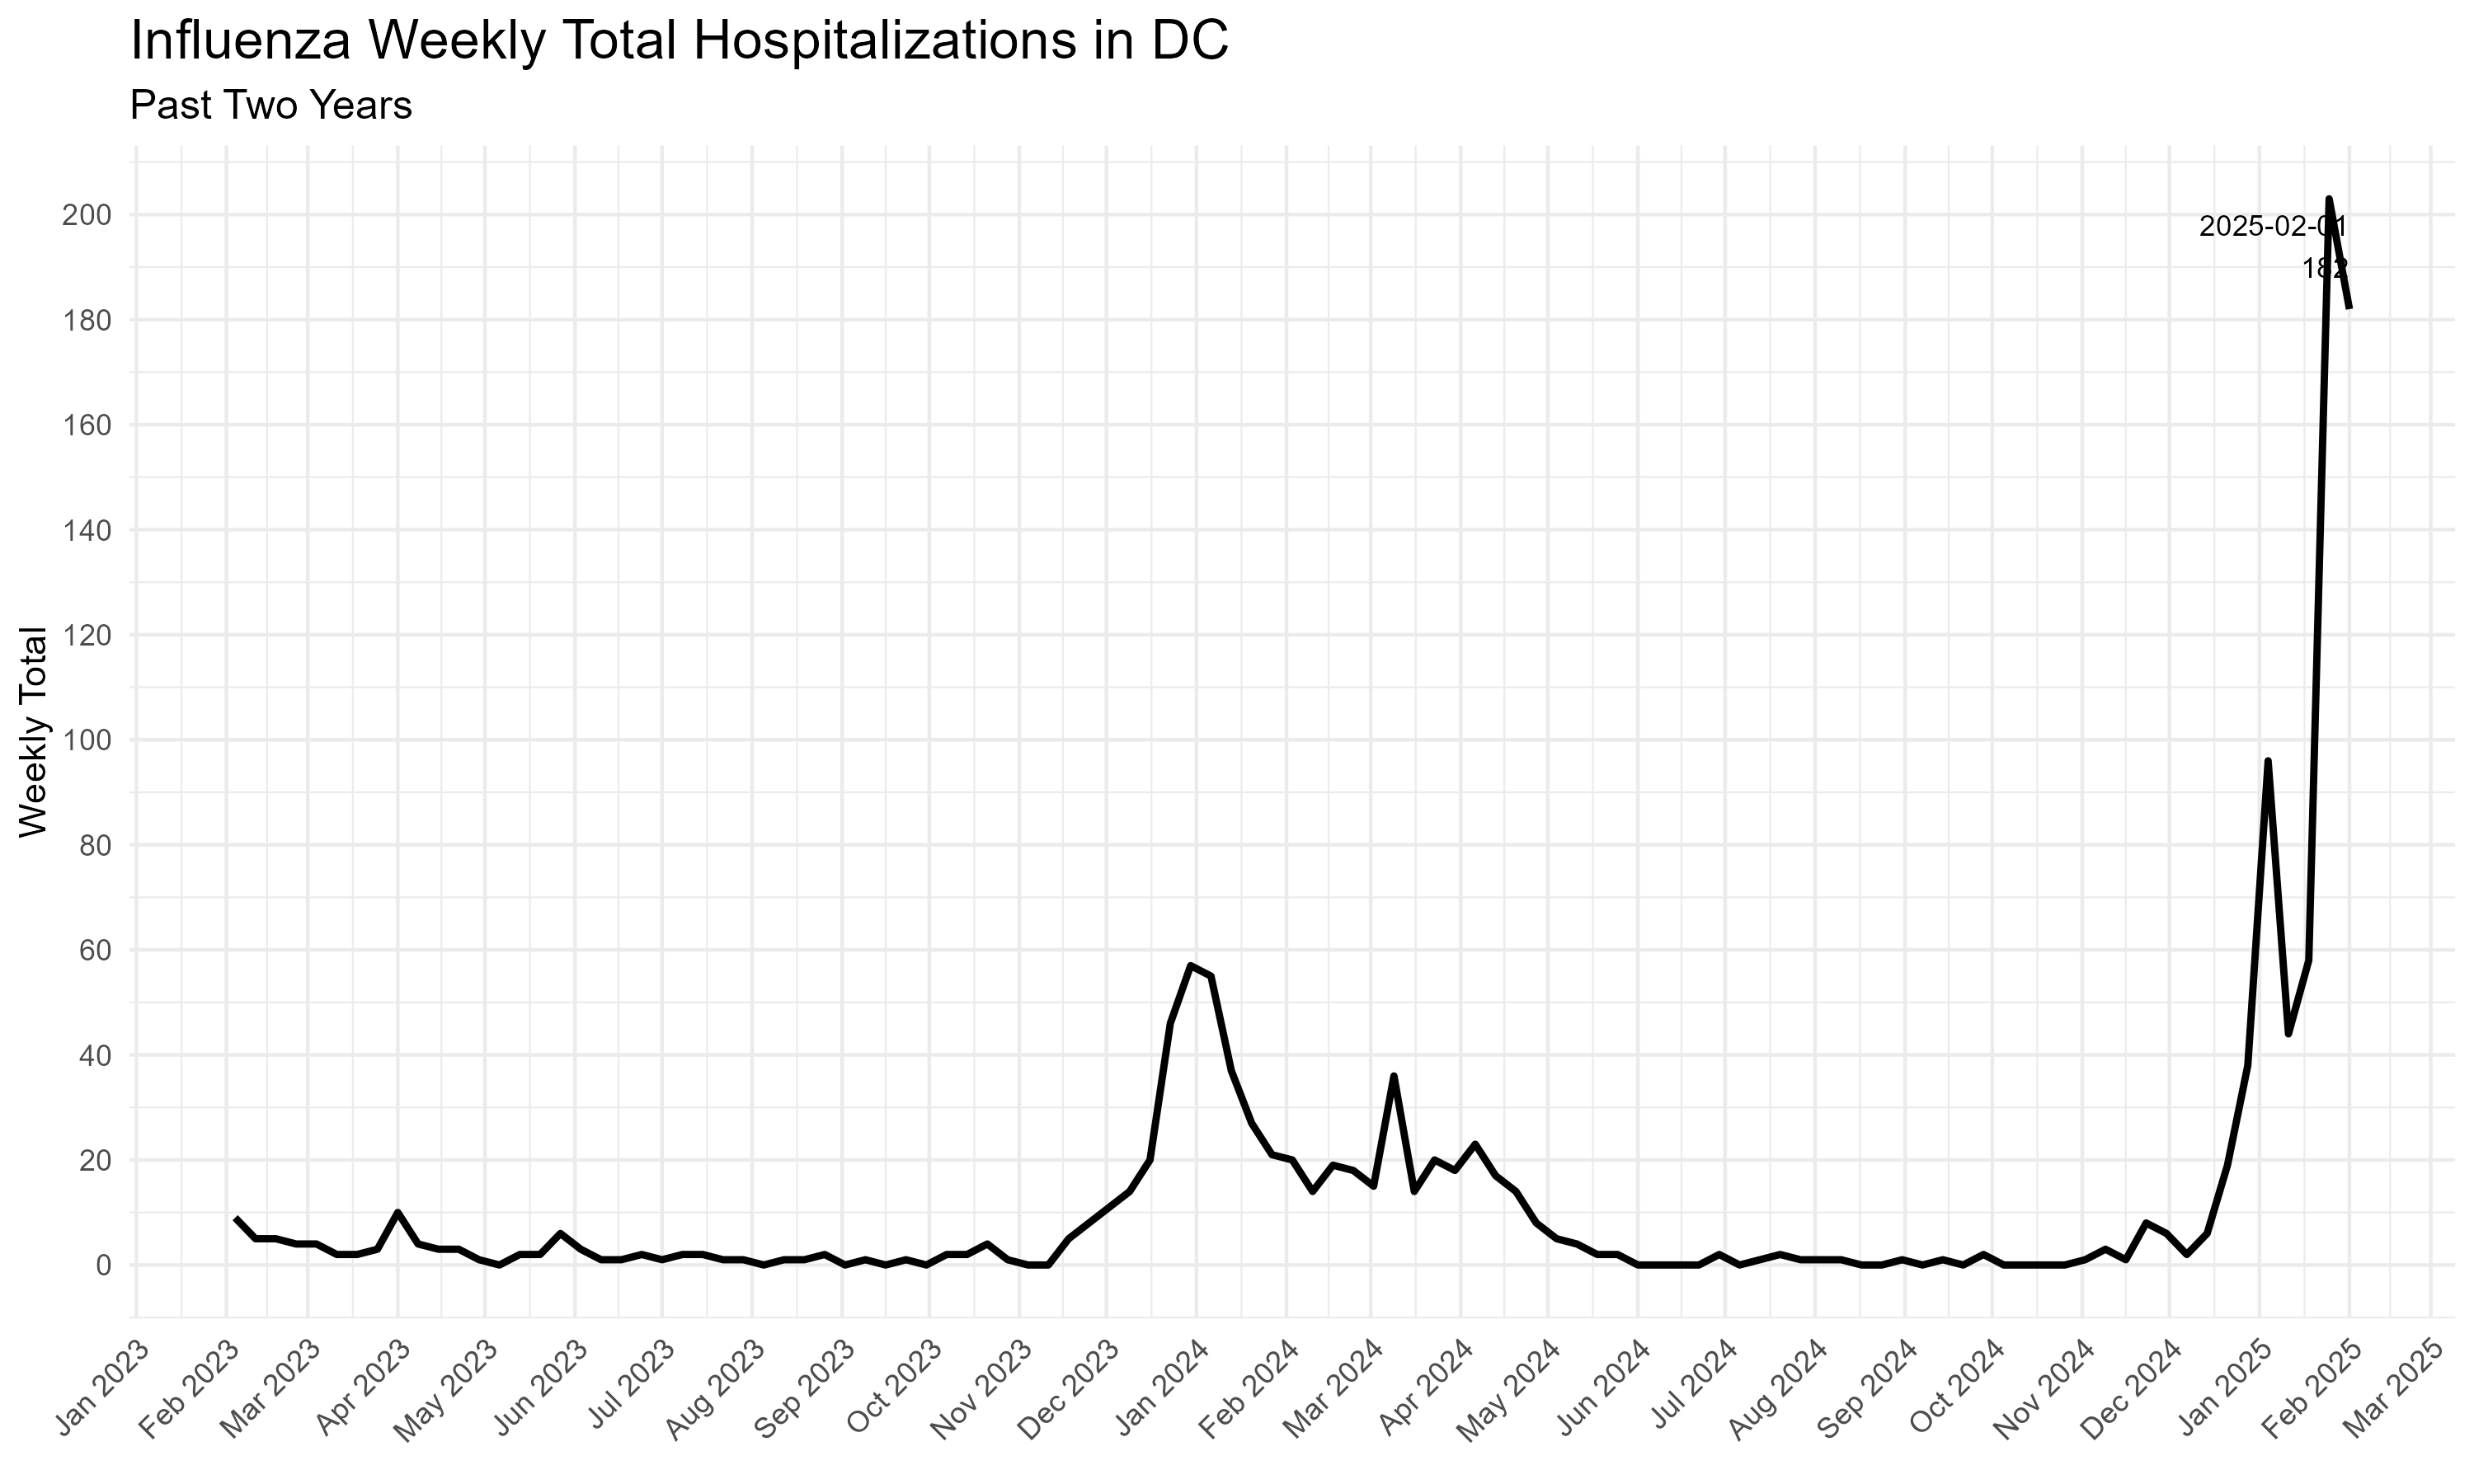 Influenza Weekly Total Hospitalizations in DC
Past Two Years
Weekly Total
200
180
160
140
120
100
80
60
40
20
0
2025-02-01
182
Jan 2023
Feb 2023
Mar 2023
Apr 2023
May 2023
Jun 2023
Jul 2023
Aug 2023
Sep 2023
Oct 2023
Nov 2023
Dec 2023
Jan 2024
Feb 2024
Mar 2024
Apr 2024
May 2024
Jun 2024
Jul 2024
Aug 2024
Sep 2024
Oct 2024
Nov 2024
Dec 2024
Jan 2025
Feb 2025
Mar 2025